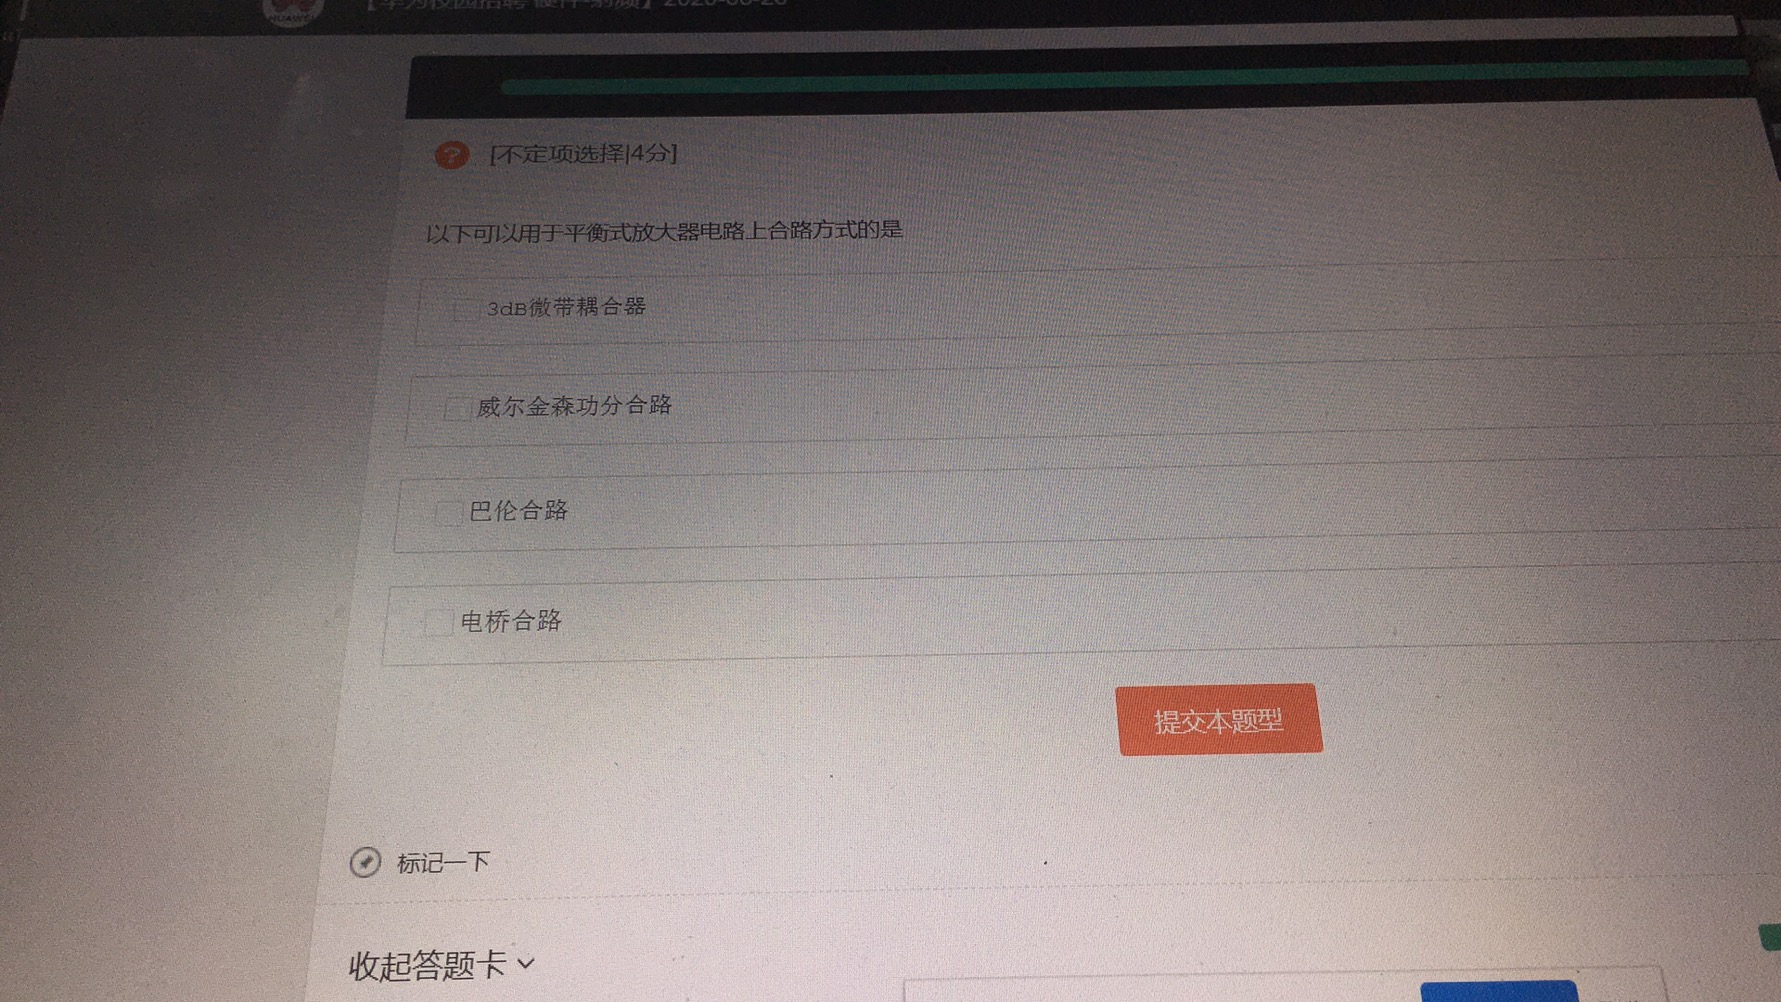 HUAWEI
[不定项选择|4分]
以下可以用于平衡式放大器电路上合路方式的是
3dB微带耦合器
威尔金森功分合路
巴伦合路
电桥合路
提交本题型
标记一下
收起答题卡